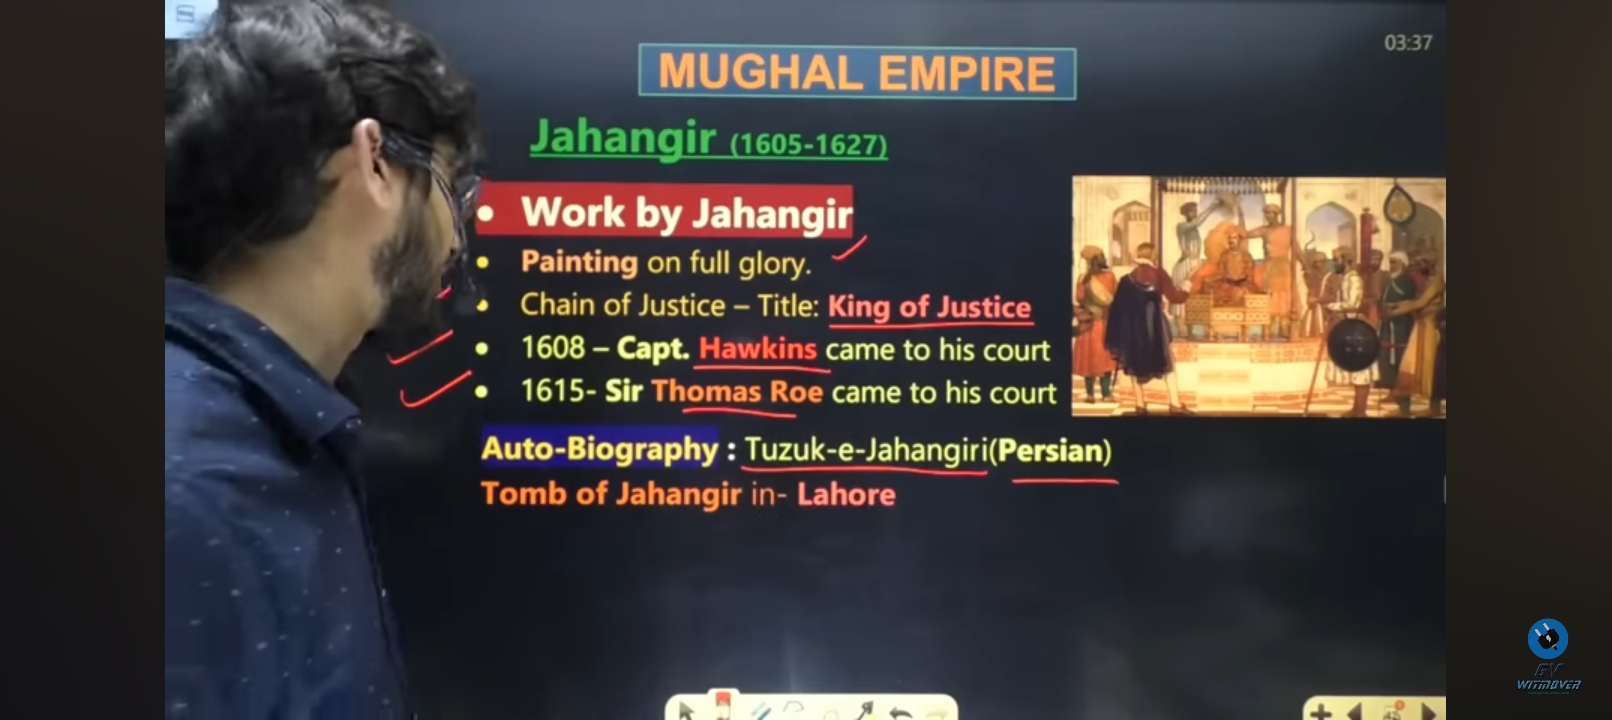 03:37
MUGHAL EMPIRE
Jahangir (1605-1627)
• Work by Jahangir
• Painting on full glory.
• Chain of Justice – Title: King of Justice
• 1608 – Capt. Hawkins came to his court
• 1615- Sir Thomas Roe came to his court
Auto-Biography : Tuzuk-e-Jahangiri(Persian)
Tomb of Jahangir in- Lahore
WITMOVER